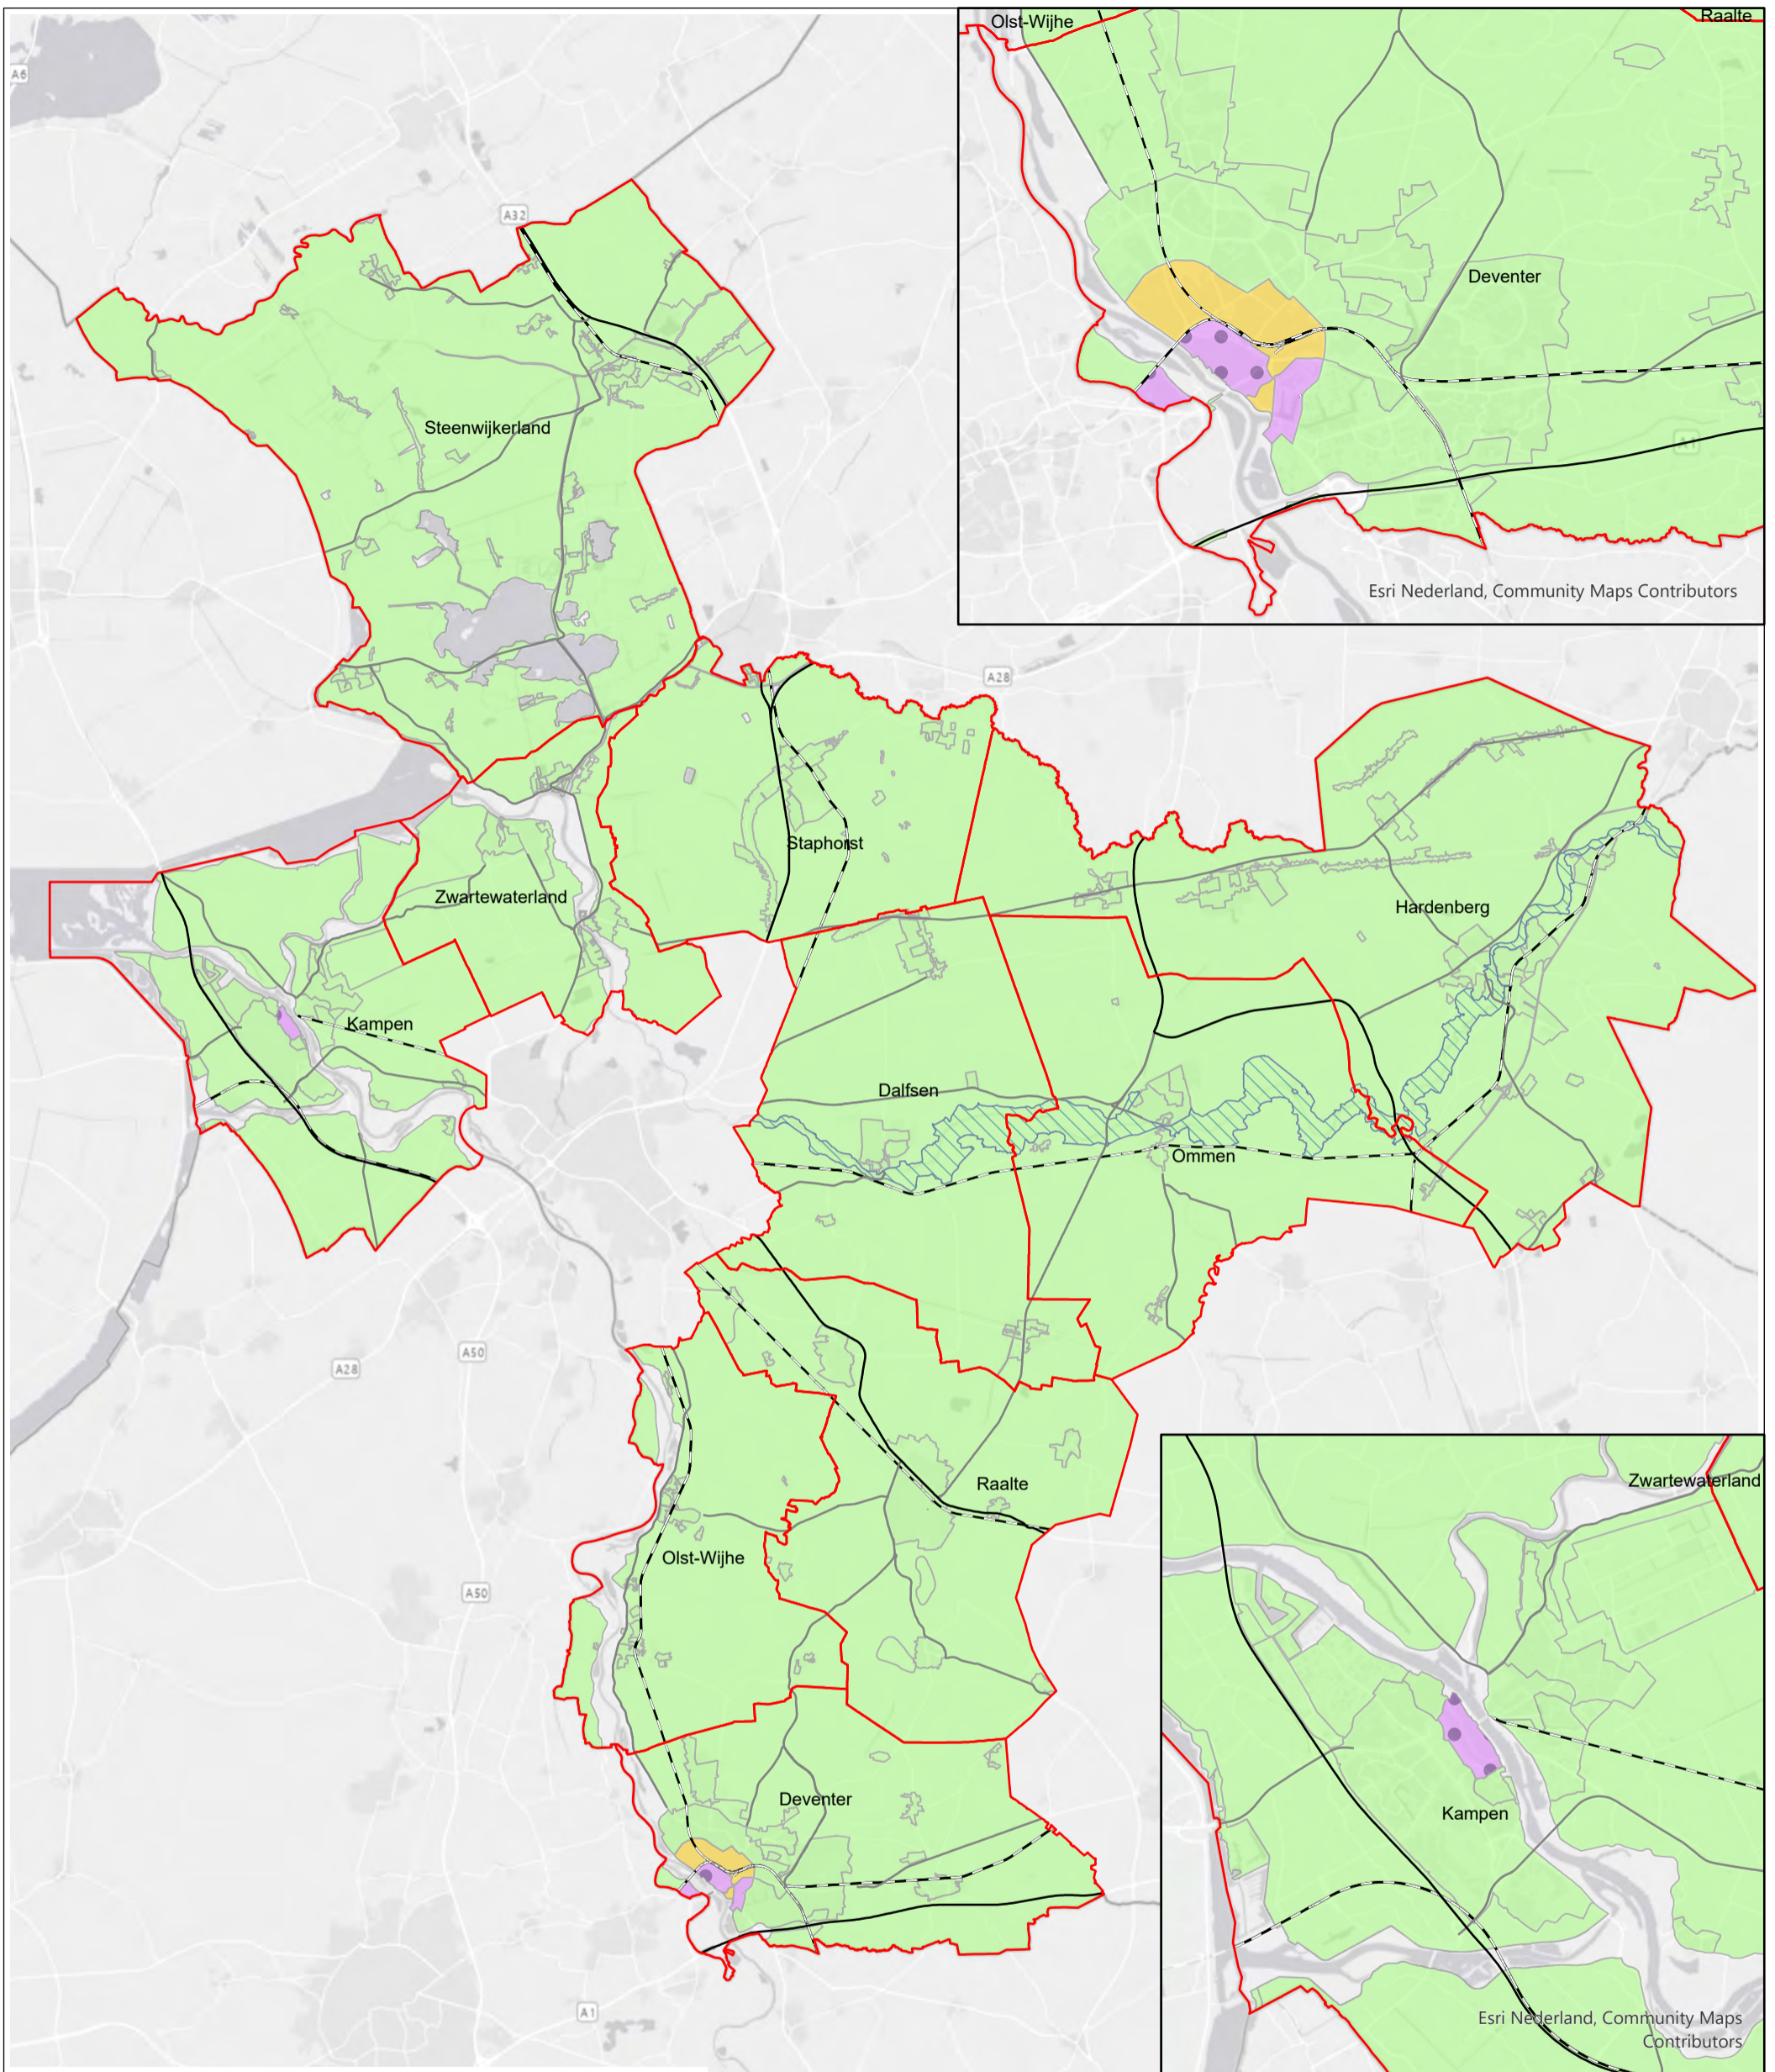 Olst-Wijhe
Raalte
A6
A32
Deventer
A1
Steenwijkerland
Esri Nederland, Community Maps Contributors
A28
Staphorst
Zwartewaterland
Hardenberg
Kampen
Dalfsen
Ommen
A50
A28
Raalte
Zwartewaterland
Olst-Wijhe
A50
Deventer
Kampen
A1
Esri Nederland, Community Maps
Contributors